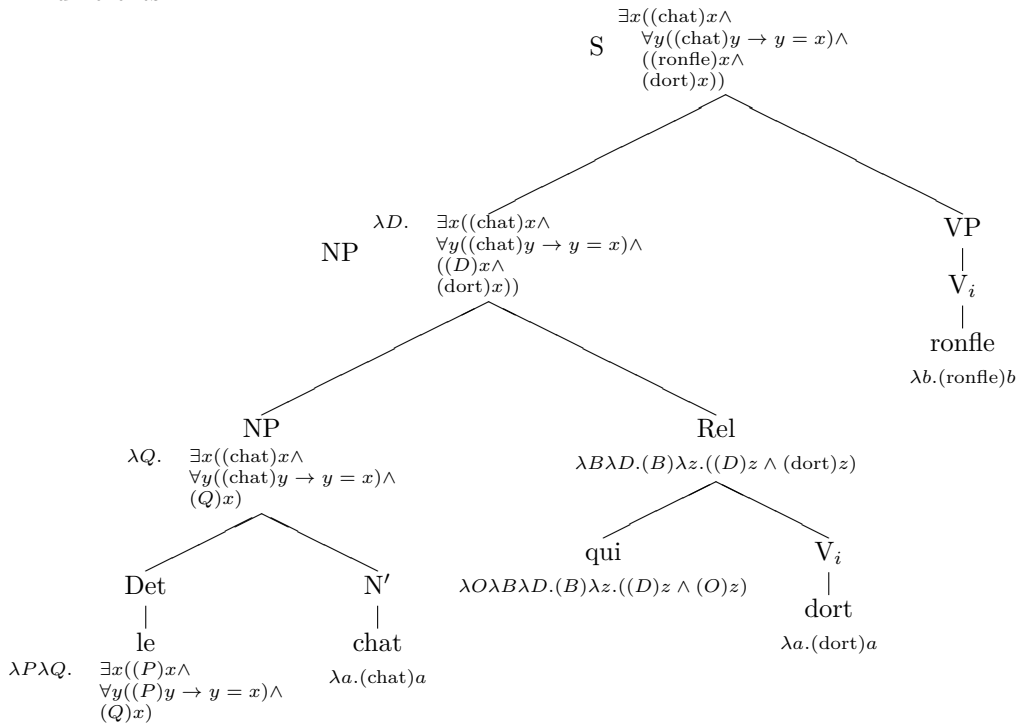 ∃x((chat)x∧
S ∀y((chat)y → y = x)∧
((ronfle)x∧
(dort)x))
λD. ∃x((chat)x∧
NP ∀y((chat)y → y = x)∧
((D)x∧
(dort)x))
VP
V_i
ronfle
λb.(ronfle)b
NP
λQ. ∃x((chat)x∧
∀y((chat)y → y = x)∧
(Q)x)
Rel
λBλD.(B)λz.((D)z ∧ (dort)z)
Det
le
λPλQ. ∃x((P)x∧
∀y((P)y → y = x)∧
(Q)x)
N′
chat
λa.(chat)a
qui
λOλBλD.(B)λz.((D)z ∧ (O)z)
V_i
dort
λa.(dort)a